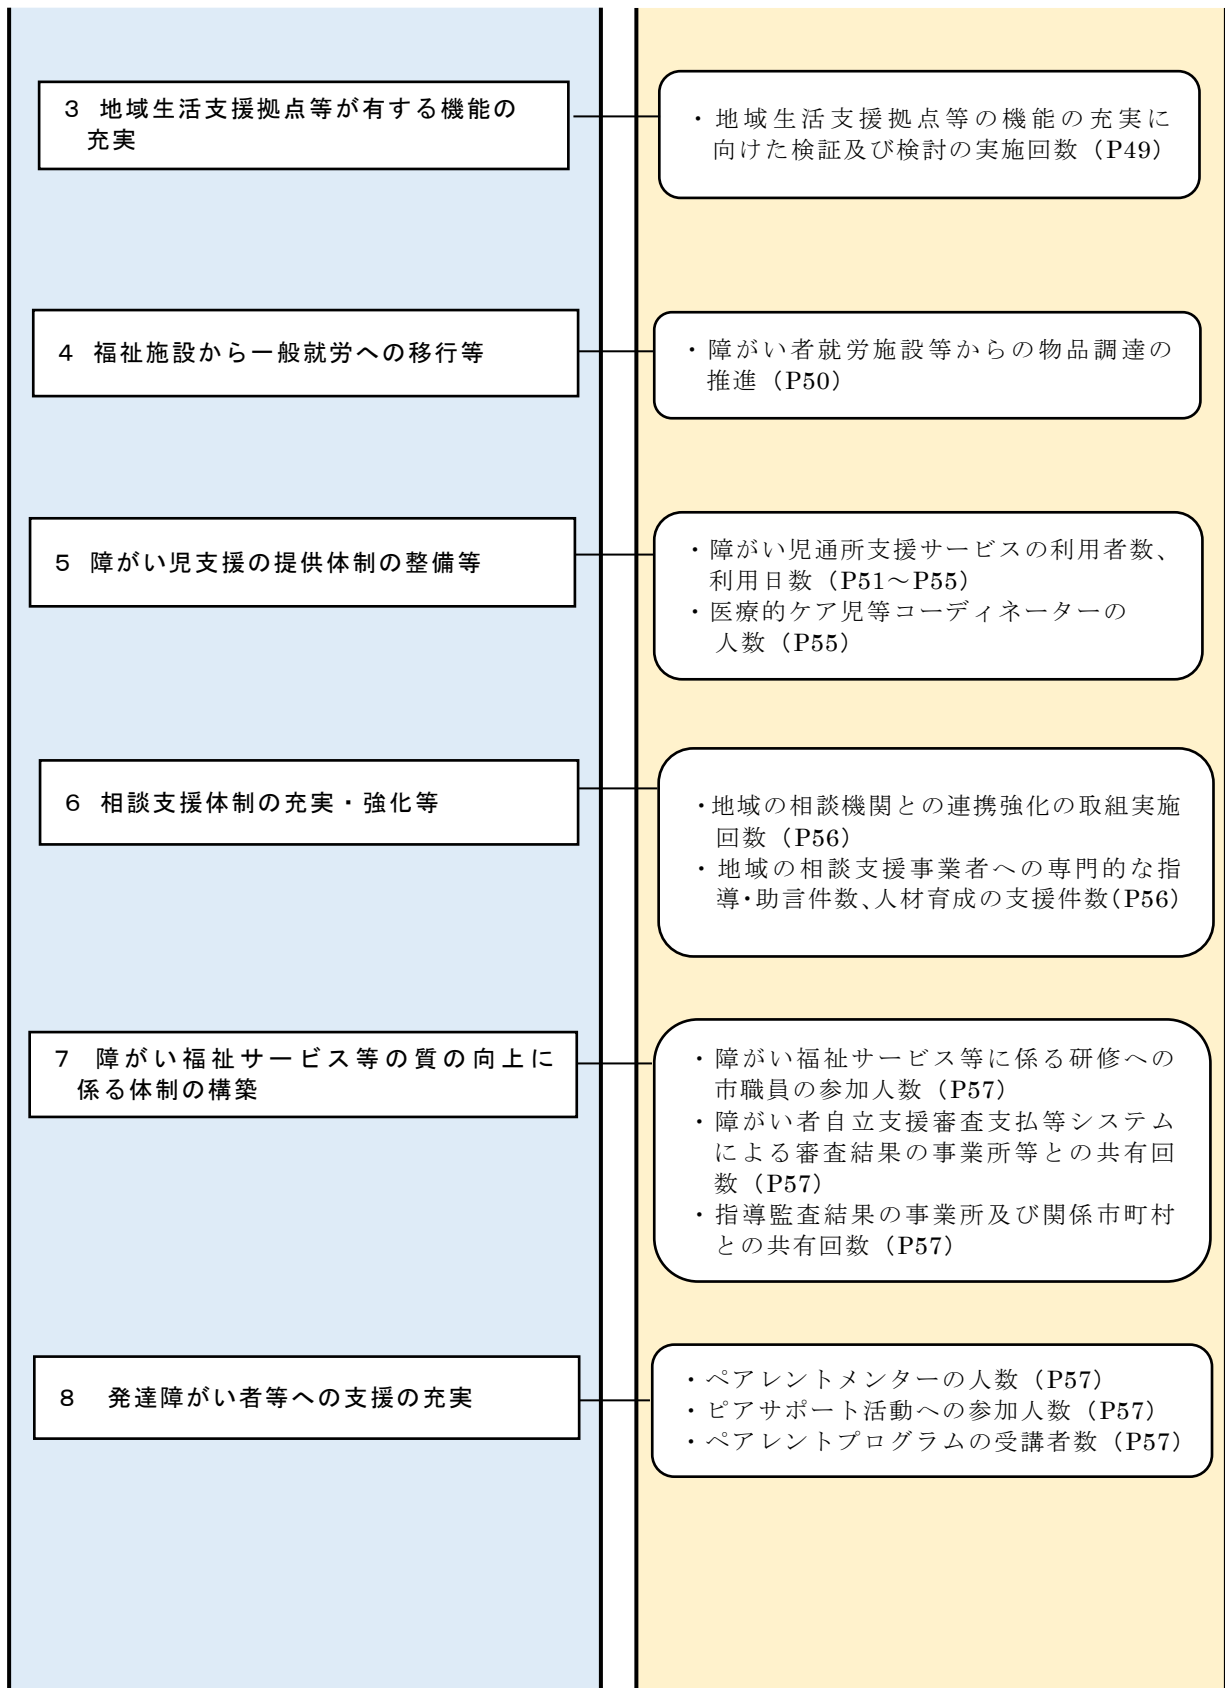 ３ 地域生活支援拠点等が有する機能の
充実
・地域生活支援拠点等の機能の充実に
向けた検証及び検討の実施回数（P49）
４ 福祉施設から一般就労への移行等
・障がい者就労施設等からの物品調達の
推進（P50）
５ 障がい児支援の提供体制の整備等
・障がい児通所支援サービスの利用者数、
利用日数（P51～P55）
・医療的ケア児等コーディネーターの
人数（P55）
６ 相談支援体制の充実・強化等
・地域の相談機関との連携強化の取組実施
回数（P56）
・地域の相談支援事業者への専門的な指
導・助言件数、人材育成の支援件数（P56）
７ 障がい福祉サービス等の質の向上に
係る体制の構築
・障がい福祉サービス等に係る研修への
市職員の参加人数（P57）
・障がい者自立支援審査支払等システム
による審査結果の事業所等との共有回
数（P57）
・指導監査結果の事業所及び関係市町村
との共有回数（P57）
８ 発達障がい者等への支援の充実
・ペアレントメンターの人数（P57）
・ピアサポート活動への参加人数（P57）
・ペアレントプログラムの受講者数（P57）